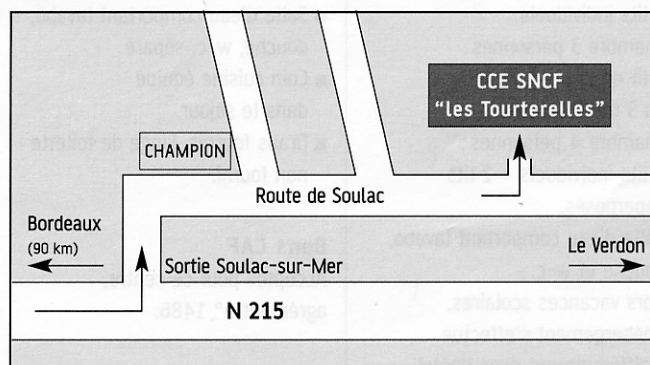 CCE SNCF
“les Tourterelles”
CHAMPION
Route de Soulac
Bordeaux
(90 km)
Sortie Soulac-sur-Mer
Le Verdon
N 215